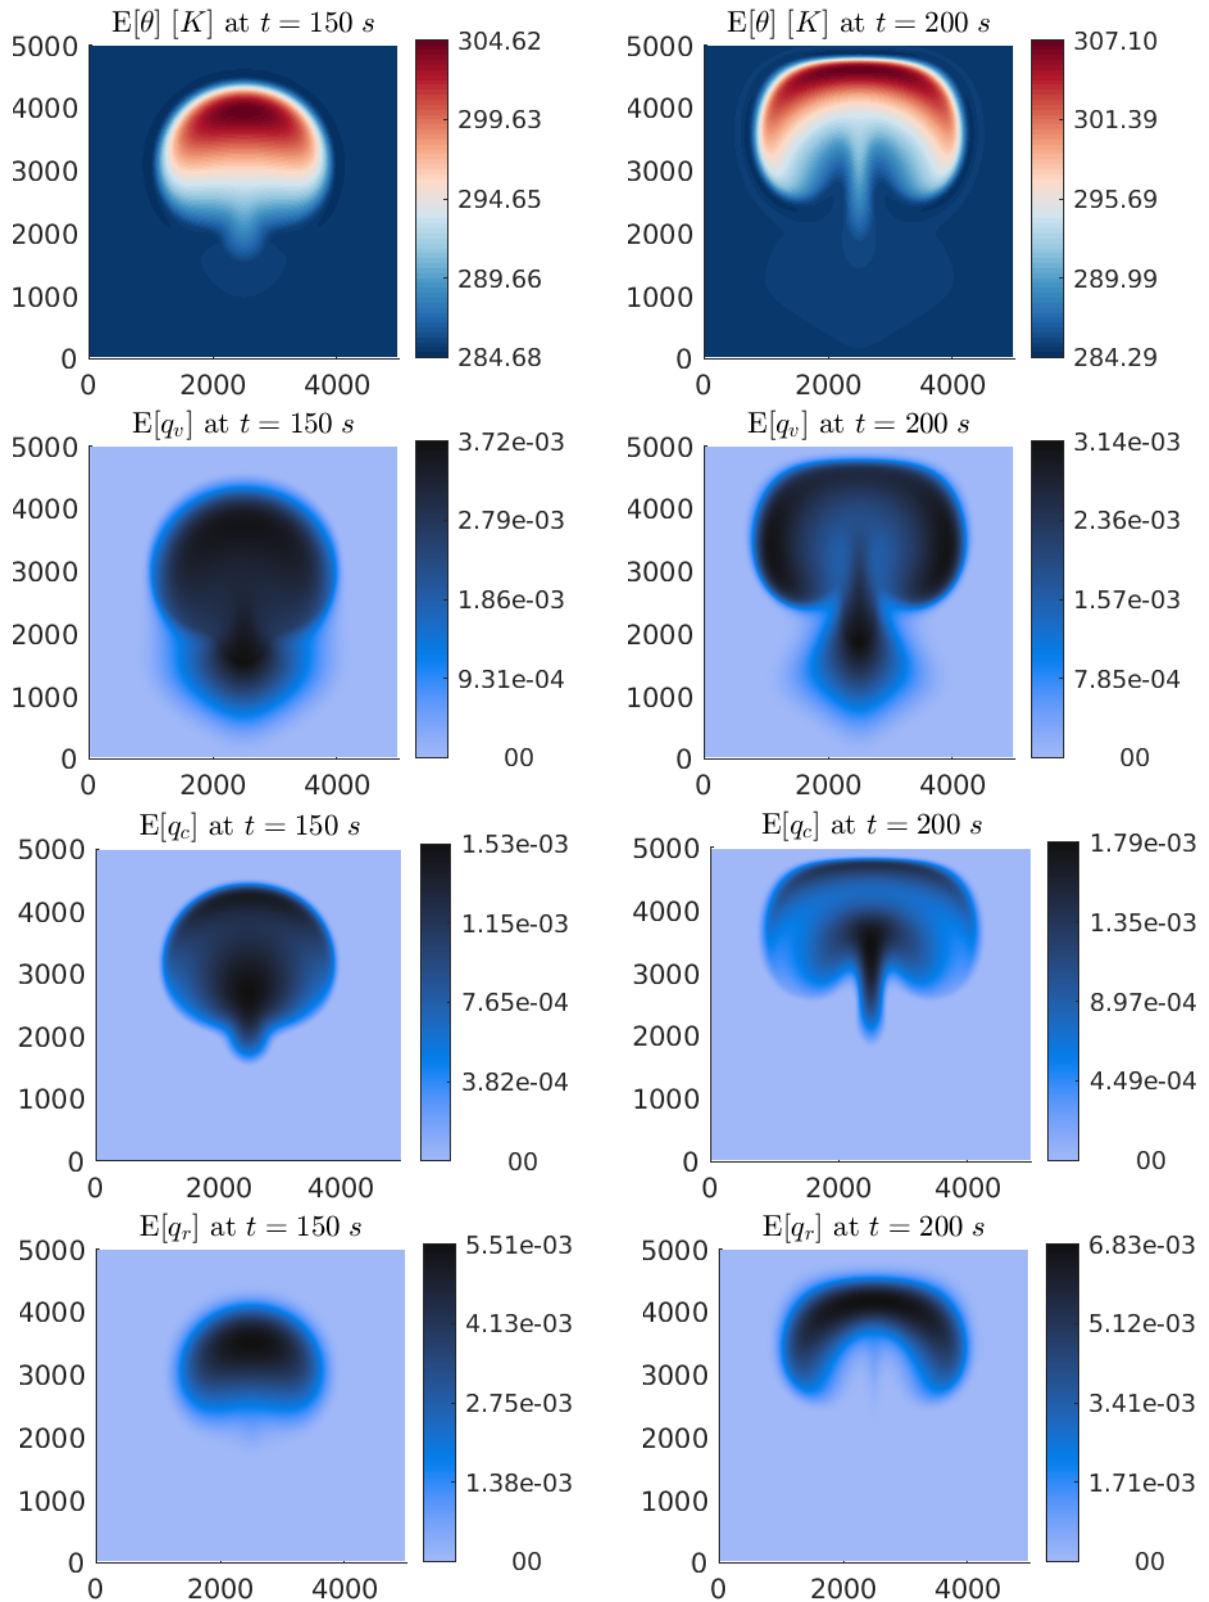 E[θ] [K] at t = 150 s
5000
4000
3000
2000
1000
0
0 2000 4000
304.62
299.63
294.65
289.66
284.68
E[θ] [K] at t = 200 s
5000
4000
3000
2000
1000
0
0 2000 4000
307.10
301.39
295.69
289.99
284.29
E[q_v] at t = 150 s
5000
4000
3000
2000
1000
0
0 2000 4000
3.72e-03
2.79e-03
1.86e-03
9.31e-04
00
E[q_v] at t = 200 s
5000
4000
3000
2000
1000
0
0 2000 4000
3.14e-03
2.36e-03
1.57e-03
7.85e-04
00
E[q_c] at t = 150 s
5000
4000
3000
2000
1000
0
0 2000 4000
1.53e-03
1.15e-03
7.65e-04
3.82e-04
00
E[q_c] at t = 200 s
5000
4000
3000
2000
1000
0
0 2000 4000
1.79e-03
1.35e-03
8.97e-04
4.49e-04
00
E[q_r] at t = 150 s
5000
4000
3000
2000
1000
0
0 2000 4000
5.51e-03
4.13e-03
2.75e-03
1.38e-03
00
E[q_r] at t = 200 s
5000
4000
3000
2000
1000
0
0 2000 4000
6.83e-03
5.12e-03
3.41e-03
1.71e-03
00